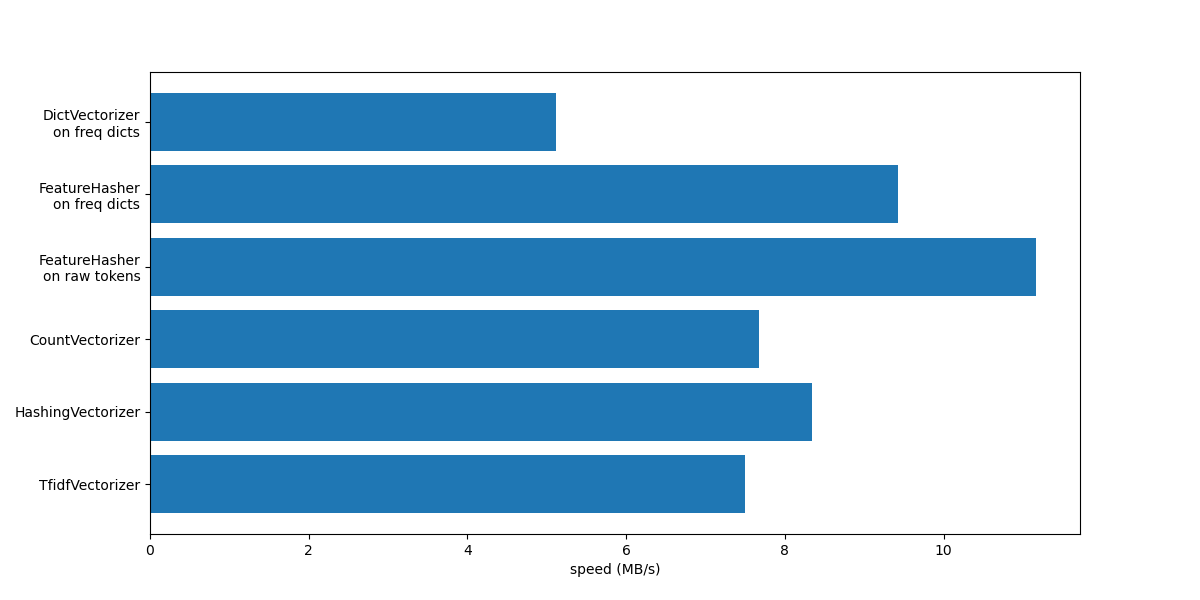 DictVectorizer
on freq dicts
FeatureHasher
on freq dicts
FeatureHasher
on raw tokens
CountVectorizer
HashingVectorizer
TfidfVectorizer
0 2 4 6 8 10
speed (MB/s)